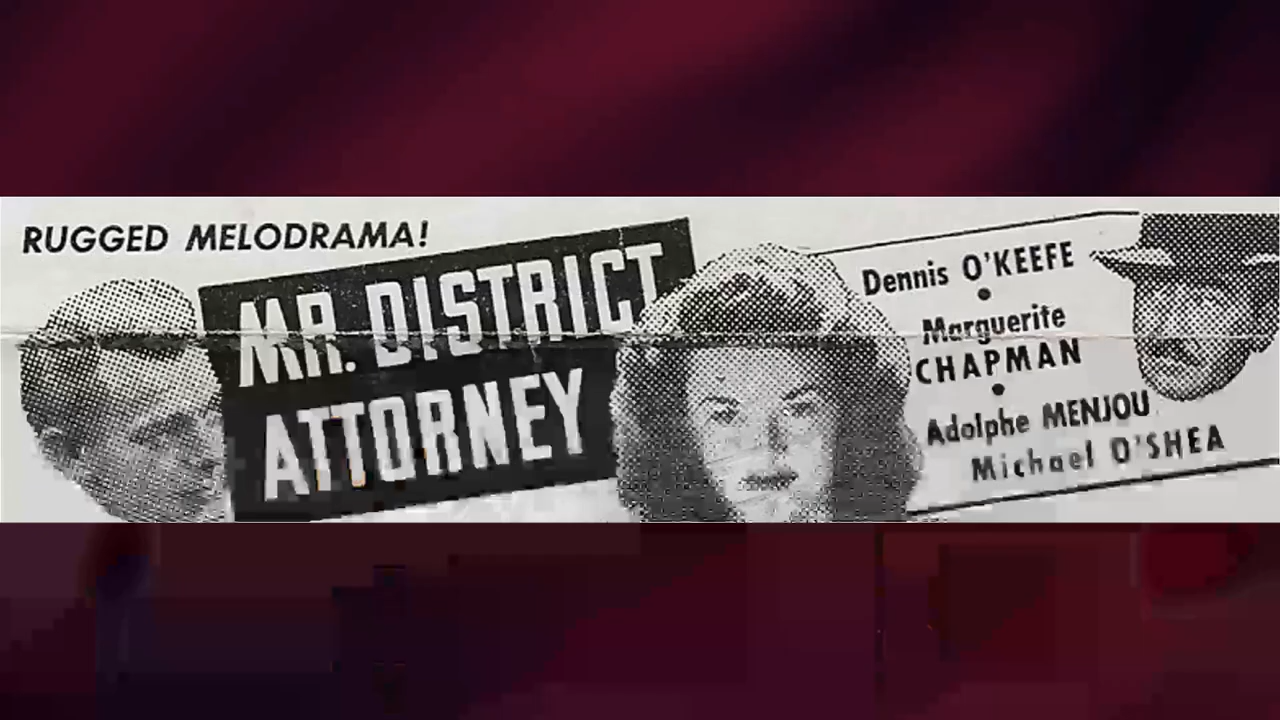 RUGGED MELODRAMA!
MR. DISTRICT
ATTORNEY
Dennis O'KEEFE
Marguerite
CHAPMAN
Adolphe MENJOU
Michael O'SHEA